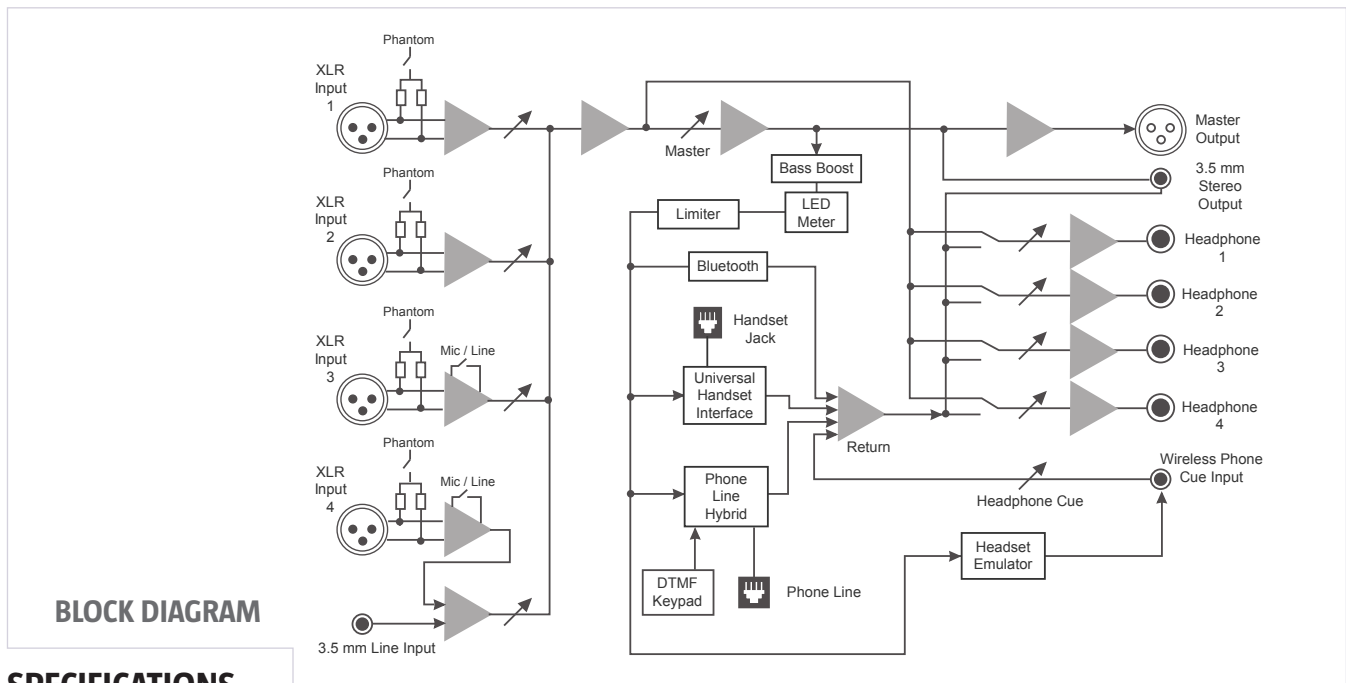 Phantom
XLR
Input
1
Phantom
XLR
Input
2
Phantom
XLR
Input
3
Mic / Line
Phantom
XLR
Input
4
Mic / Line
3.5 mm Line Input
Master
Bass Boost
LED
Meter
Limiter
Bluetooth
Handset
Jack
Universal
Handset
Interface
Return
Phone
Line
Hybrid
DTMF
Keypad
Phone Line
Master
Output
3.5 mm
Stereo
Output
Headphone
1
Headphone
2
Headphone
3
Headphone
4
Wireless Phone
Cue Input
Headphone Cue
Headset
Emulator
BLOCK DIAGRAM
SPECIFICATIONS